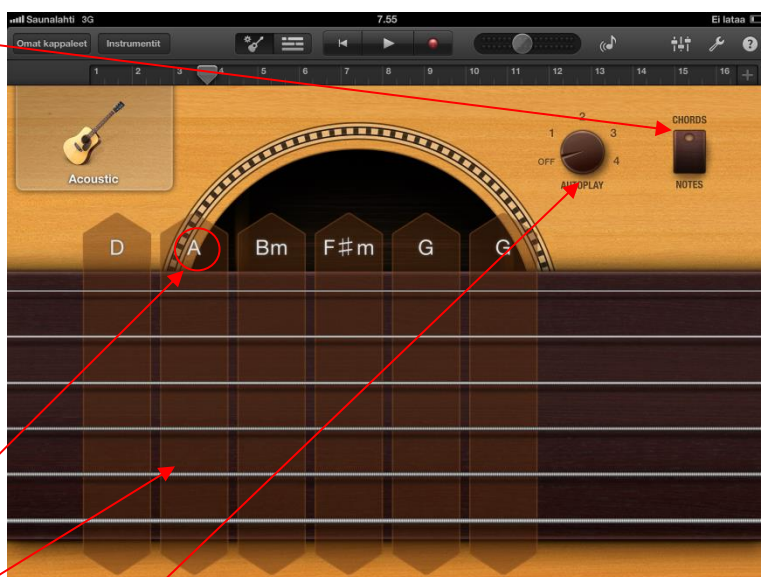 Saunalahti 3G 7.55 Ei lataa
Omat kappaleet Instrumentit ?
1 2 3 4 5 6 7 8 9 10 11 12 13 14 15 16 +
Acoustic
1 2 3 4
OFF
AUTOPLAY
CHORDS
NOTES
D A Bm F♯m G G